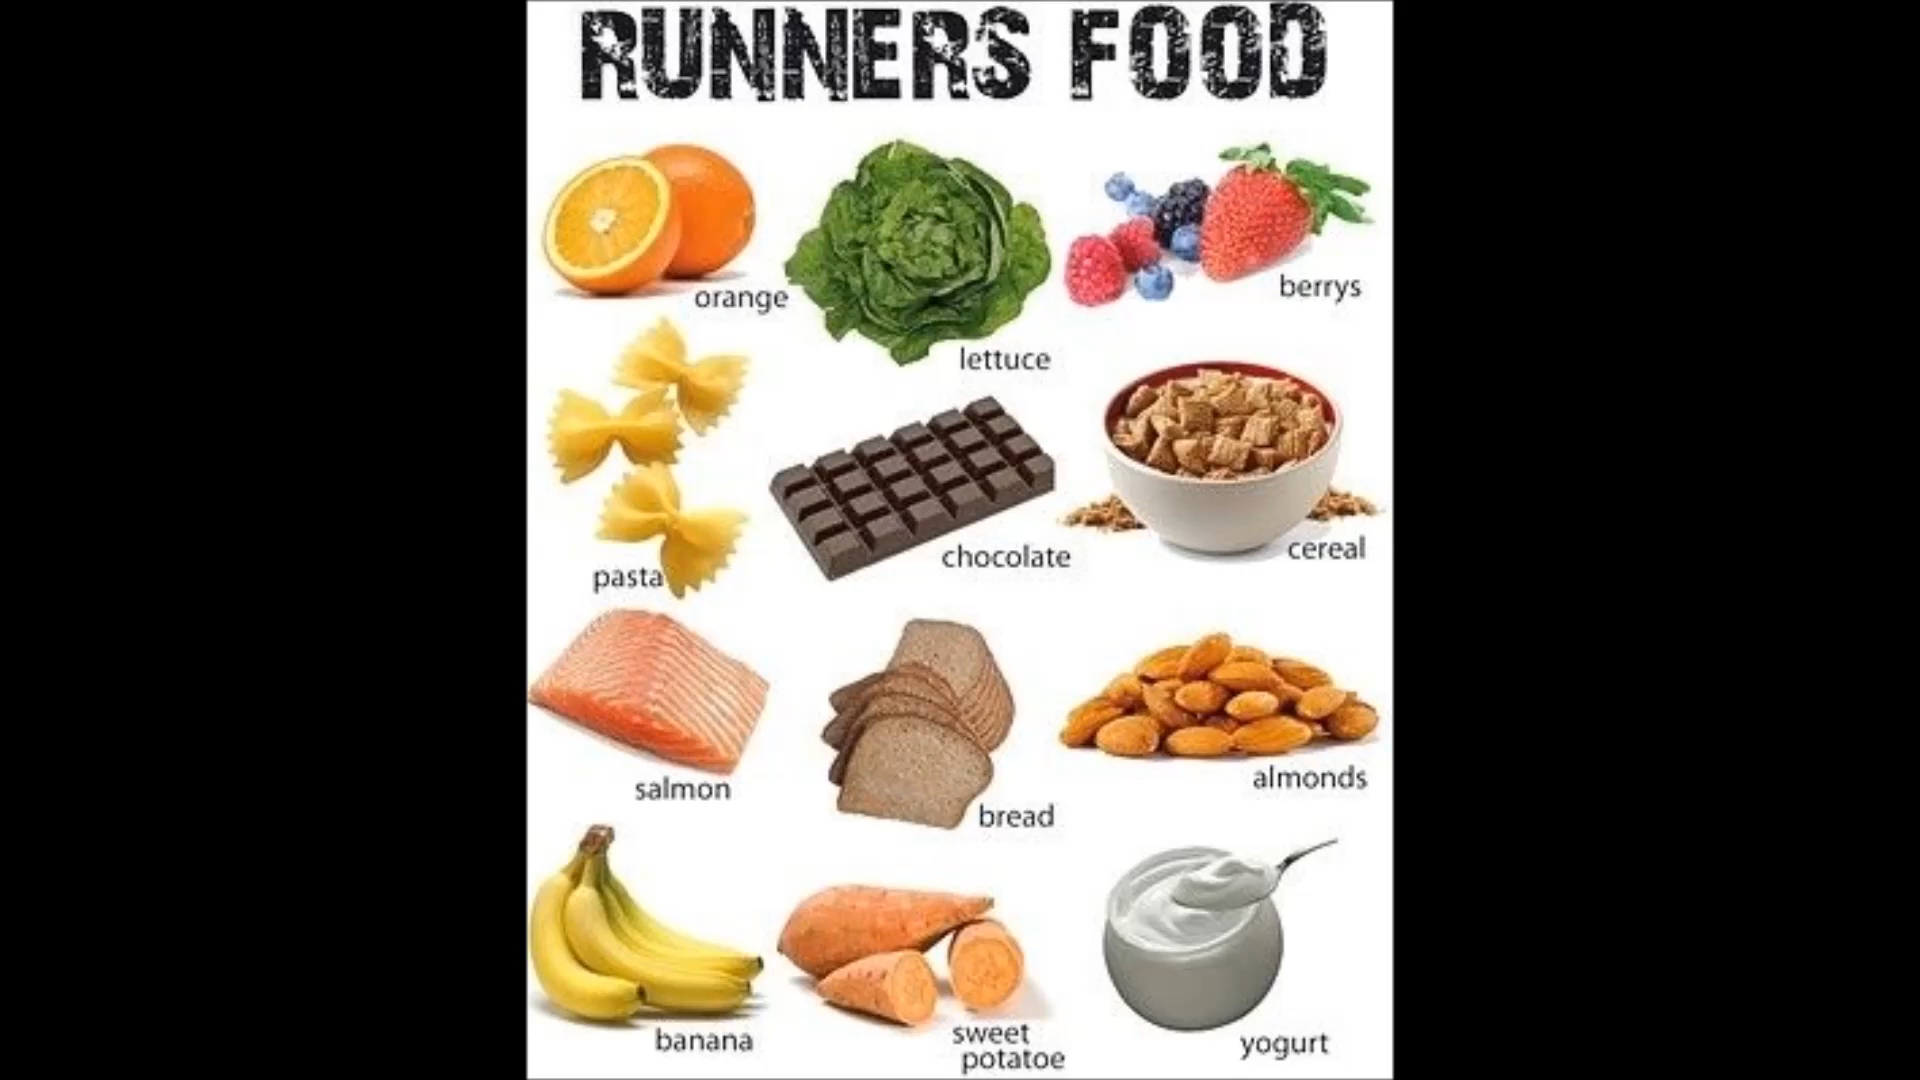 RUNNERS FOOD
orange
lettuce
berrys
pasta
chocolate
cereal
salmon
bread
almonds
banana
sweet
potatoe
yogurt